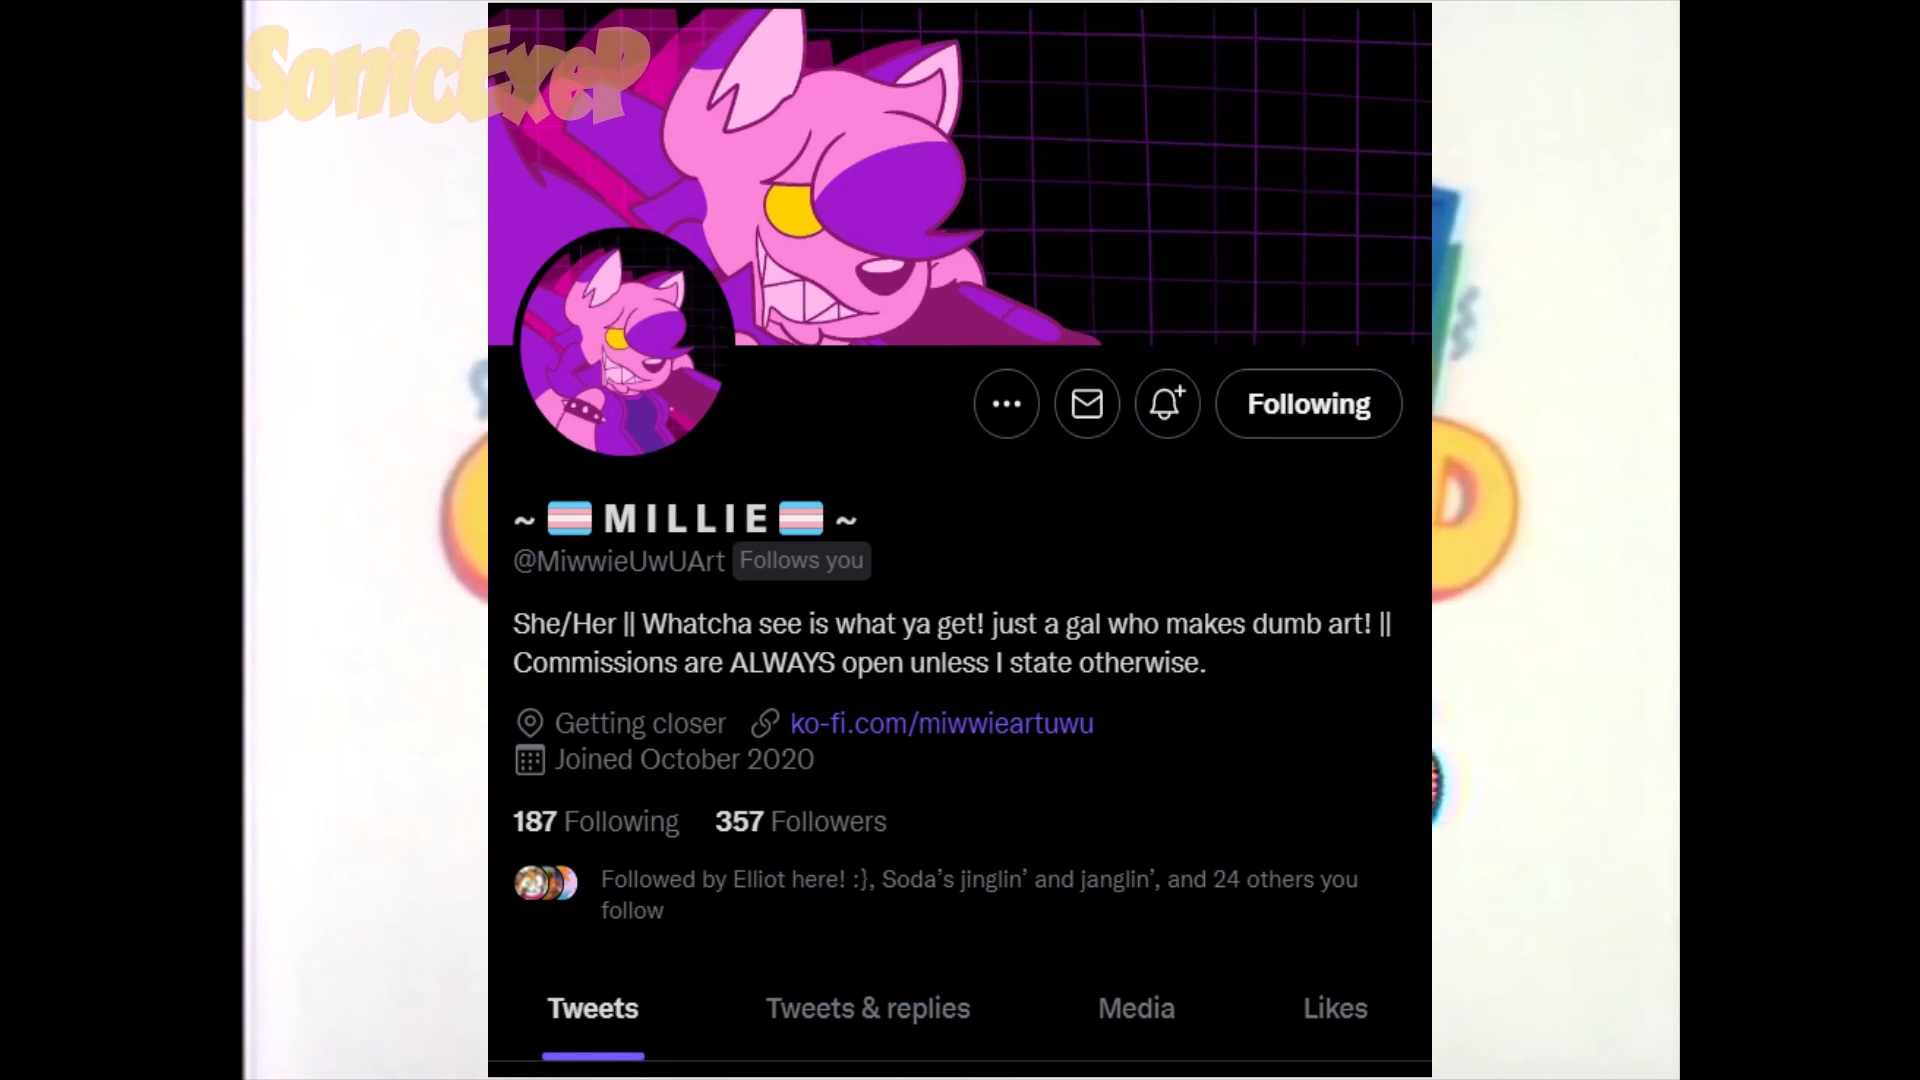 SonicExeP
Following
~ M I L L I E ~
@MiwwieUwUArt Follows you
She/Her || Whatcha see is what ya get! just a gal who makes dumb art! ||
Commissions are ALWAYS open unless I state otherwise.
Getting closer ko-fi.com/miwwieartuwu
Joined October 2020
187 Following 357 Followers
Followed by Elliot here! :}, Soda’s jinglin’ and janglin’, and 24 others you
follow
Tweets Tweets & replies Media Likes